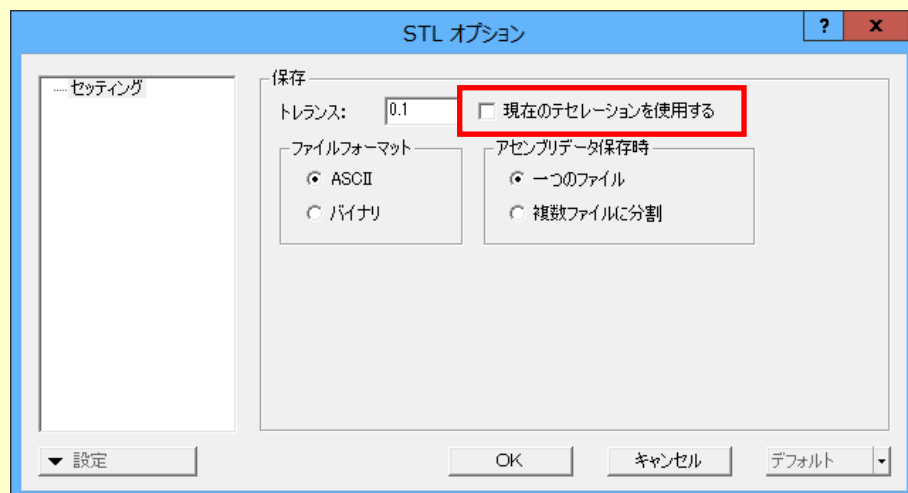 STL オプション
? x
セッティング
保存
トレランス: 0.1 現在のテセレーションを使用する
ファイルフォーマット アセンブリデータ保存時
ASCII 一つのファイル
バイナリ 複数ファイルに分割
設定 OK キャンセル デフォルト